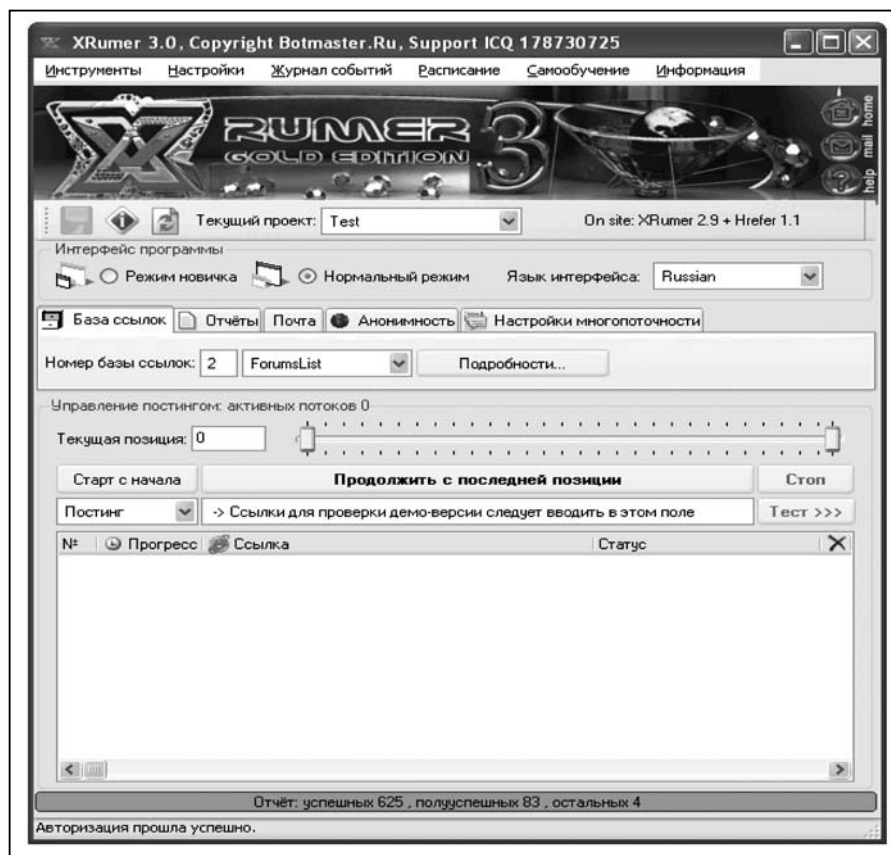 XRumer 3.0, Copyright Botmaster.Ru, Support ICQ 178730725
Инструменты Настройки Журнал событий Расписание Самообучение Информация
RUMER 3
GOLD EDITION
help mail home
Текущий проект: Test On site: XRumer 2.9 + Hrefer 1.1
Интерфейс программы
Режим новичка Нормальный режим Язык интерфейса: Russian
База ссылок Отчёты Почта Анонимность Настройки многопоточности
Номер базы ссылок: 2 ForumsList Подробности...
Управление постингом: активных потоков 0
Текущая позиция: 0
Старт с начала Продолжить с последней позиции Стоп
Постинг -> Ссылки для проверки демо-версии следует вводить в этом поле Тест >>>
№ Прогресс Ссылка Статус
Отчёт: успешных 625 , полууспешных 83 , остальных 4
Авторизация прошла успешно.